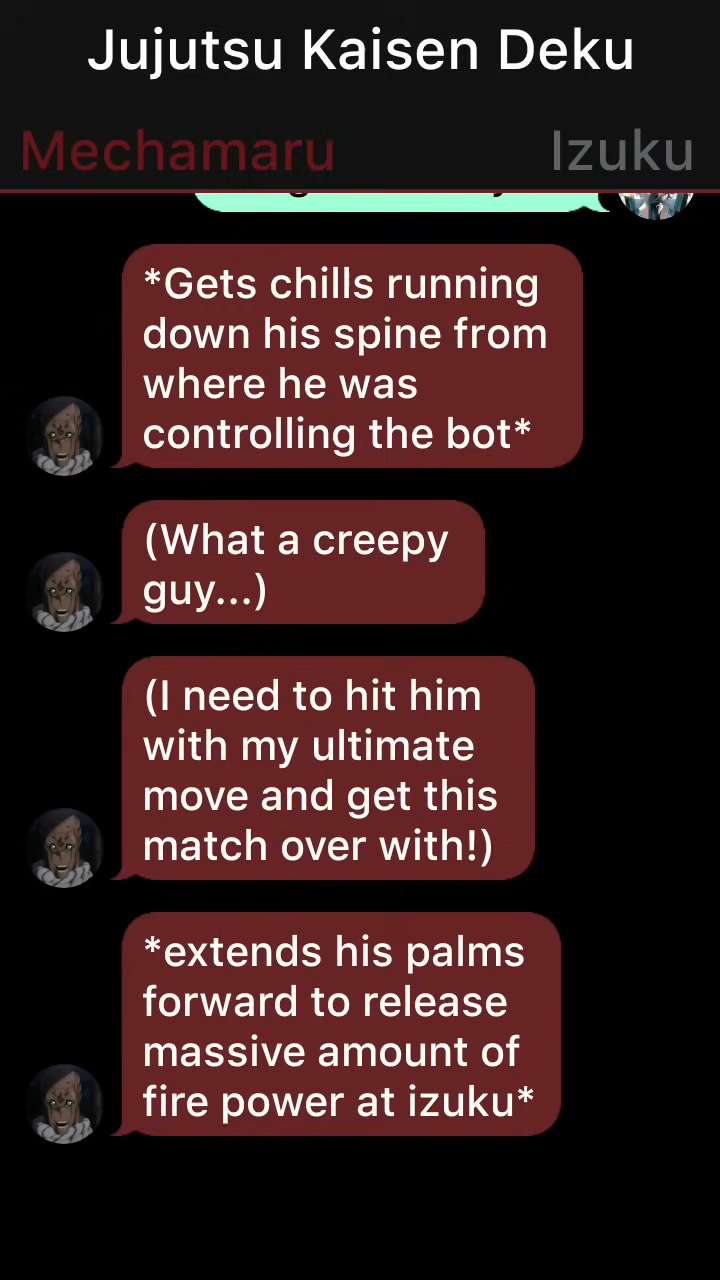 Jujutsu Kaisen Deku
Mechamaru
Izuku
*Gets chills running
down his spine from
where he was
controlling the bot*
(What a creepy
guy...)
(I need to hit him
with my ultimate
move and get this
match over with!)
*extends his palms
forward to release
massive amount of
fire power at izuku*